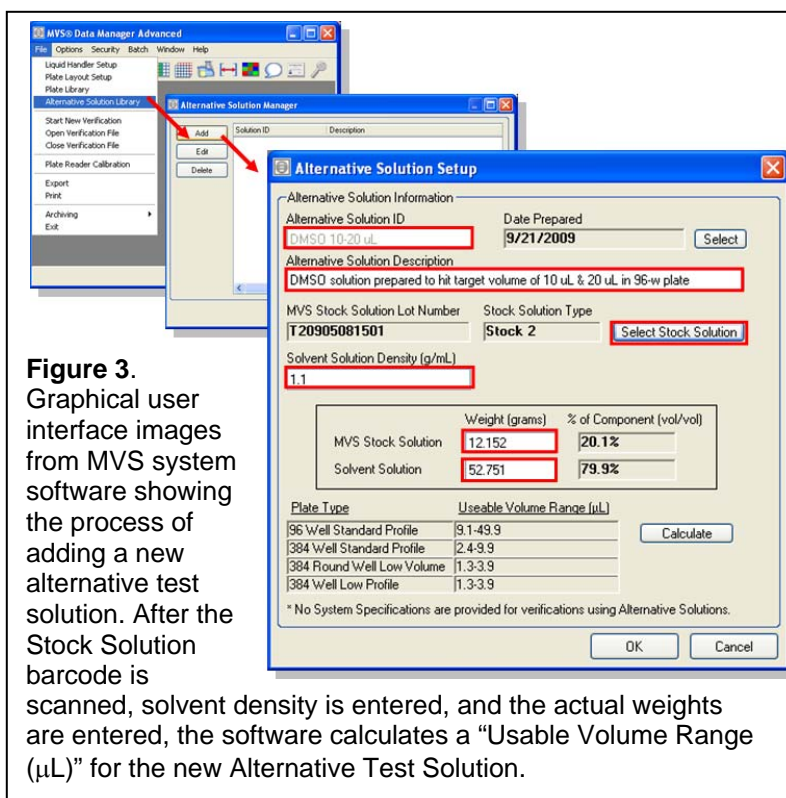 MVS® Data Manager Advanced
File Options Security Batch Window Help
Liquid Handler Setup
Plate Layout Setup
Plate Library
Alternative Solution Library
Start New Verification
Open Verification File
Close Verification File
Plate Reader Calibration
Export
Print
Archiving
Exit
Alternative Solution Manager
Add
Edit
Delete
Solution ID Description
Alternative Solution Setup
Alternative Solution Information
Alternative Solution ID Date Prepared
DMSO 10-20 uL 9/21/2009 Select
Alternative Solution Description
DMSO solution prepared to hit target volume of 10 uL & 20 uL in 96-w plate
MVS Stock Solution Lot Number Stock Solution Type
T20905081501 Stock 2 Select Stock Solution
Solvent Solution Density (g/mL)
1.1
Weight (grams) % of Component (vol/vol)
MVS Stock Solution 12.152 20.1%
Solvent Solution 52.751 79.9%
Plate Type Useable Volume Range (µL)
96 Well Standard Profile 9.1-49.9 Calculate
384 Well Standard Profile 2.4-9.9
384 Round Well Low Volume 1.3-3.9
384 Well Low Profile 1.3-3.9
* No System Specifications are provided for verifications using Alternative Solutions.
OK Cancel
Figure 3.
Graphical user
interface images
from MVS system
software showing
the process of
adding a new
alternative test
solution. After the
Stock Solution
barcode is
scanned, solvent density is entered, and the actual weights
are entered, the software calculates a “Usable Volume Range
(µL)” for the new Alternative Test Solution.